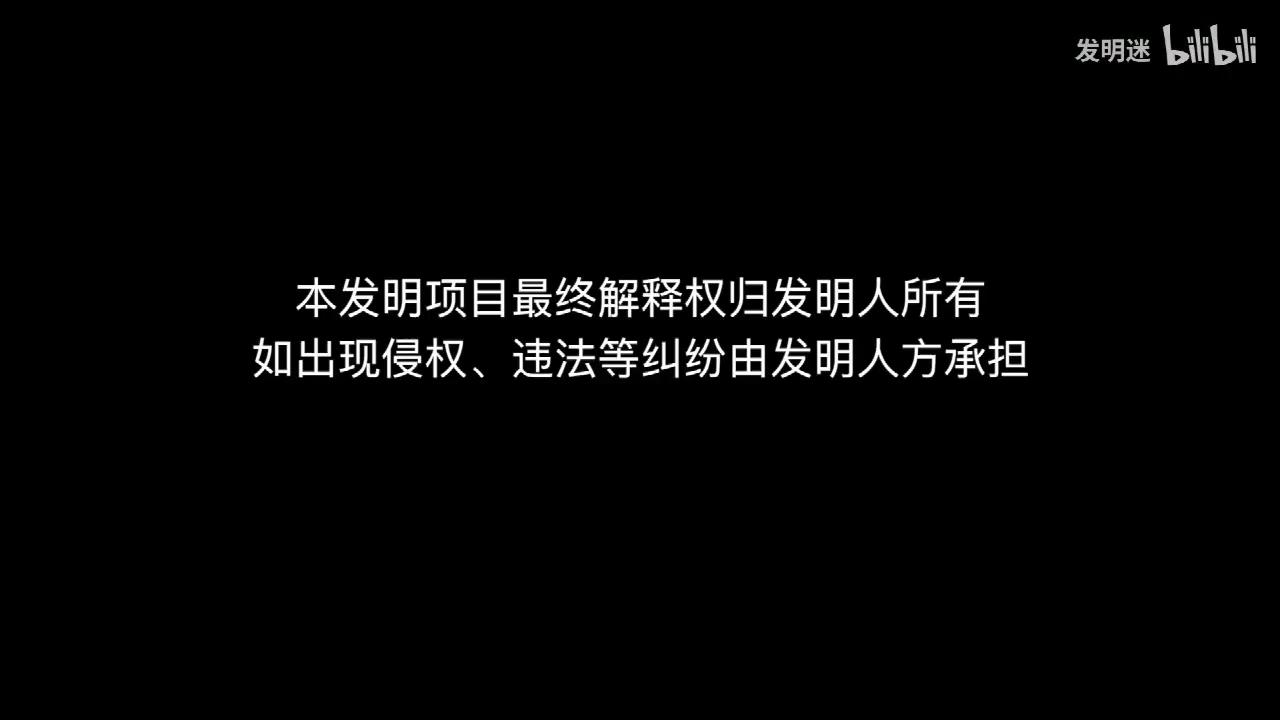 发明迷 bilibili
本发明项目最终解释权归发明人所有
如出现侵权、违法等纠纷由发明人方承担